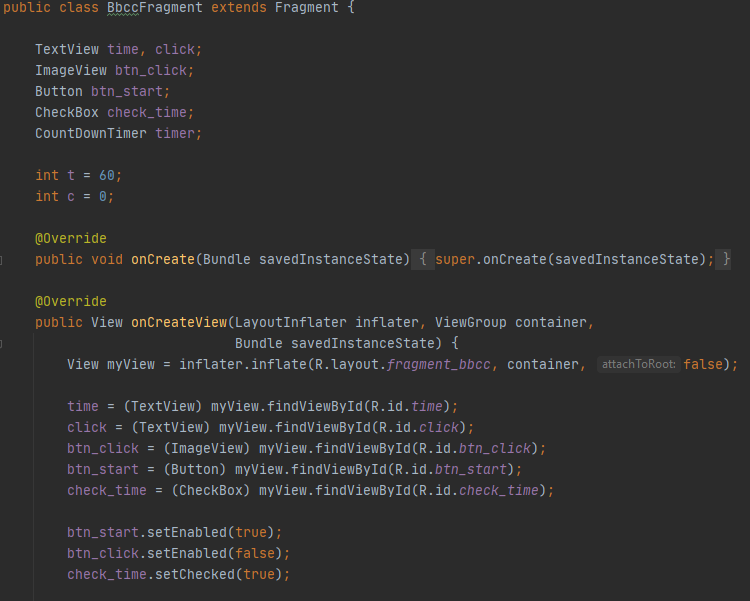 public class BbccFragment extends Fragment {
TextView time, click;
ImageView btn_click;
Button btn_start;
CheckBox check_time;
CountDownTimer timer;
int t = 60;
int c = 0;
@Override
public void onCreate(Bundle savedInstanceState) { super.onCreate(savedInstanceState); }
@Override
public View onCreateView(LayoutInflater inflater, ViewGroup container,
Bundle savedInstanceState) {
View myView = inflater.inflate(R.layout.fragment_bbcc, container, attachToRoot: false);
time = (TextView) myView.findViewById(R.id.time);
click = (TextView) myView.findViewById(R.id.click);
btn_click = (ImageView) myView.findViewById(R.id.btn_click);
btn_start = (Button) myView.findViewById(R.id.btn_start);
check_time = (CheckBox) myView.findViewById(R.id.check_time);
btn_start.setEnabled(true);
btn_click.setEnabled(false);
check_time.setChecked(true);